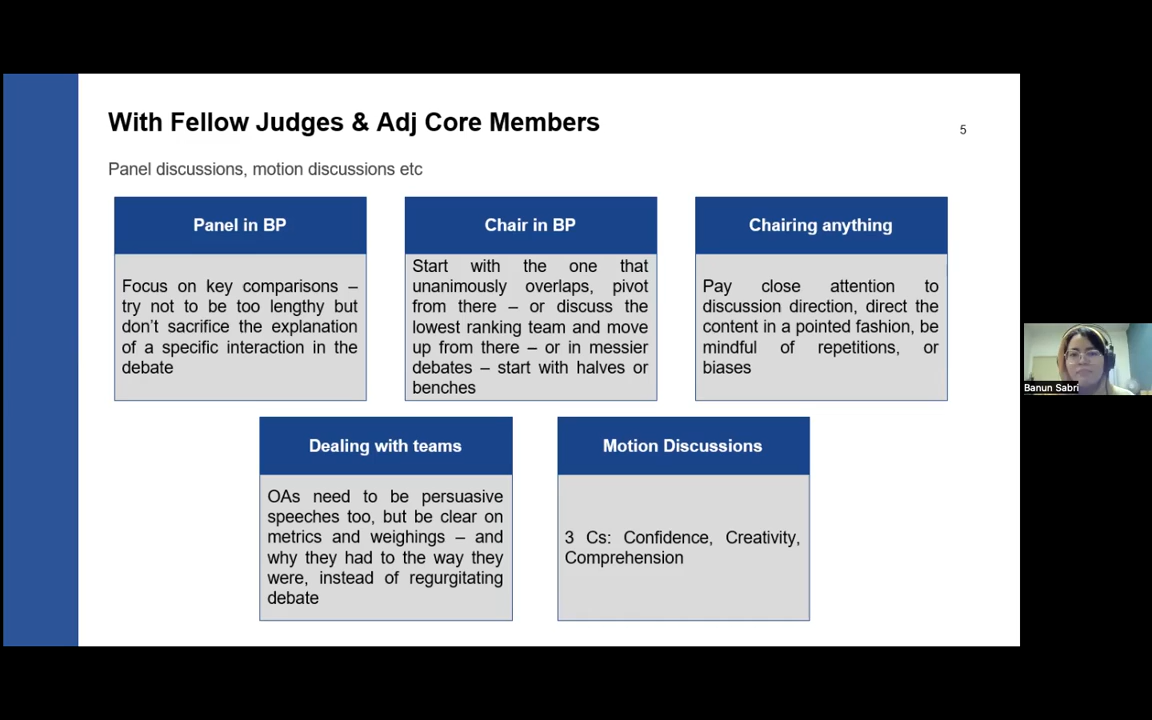 With Fellow Judges & Adj Core Members
5
Panel discussions, motion discussions etc
Panel in BP
Focus on key comparisons –
try not to be too lengthy but
don't sacrifice the explanation
of a specific interaction in the
debate
Chair in BP
Start with the one that
unanimously overlaps, pivot
from there – or discuss the
lowest ranking team and move
up from there – or in messier
debates – start with halves or
benches
Chairing anything
Pay close attention to
discussion direction, direct the
content in a pointed fashion, be
mindful of repetitions, or
biases
Dealing with teams
OAs need to be persuasive
speeches too, but be clear on
metrics and weighings – and
why they had to the way they
were, instead of regurgitating
debate
Motion Discussions
3 Cs: Confidence, Creativity,
Comprehension
Banun Sabri